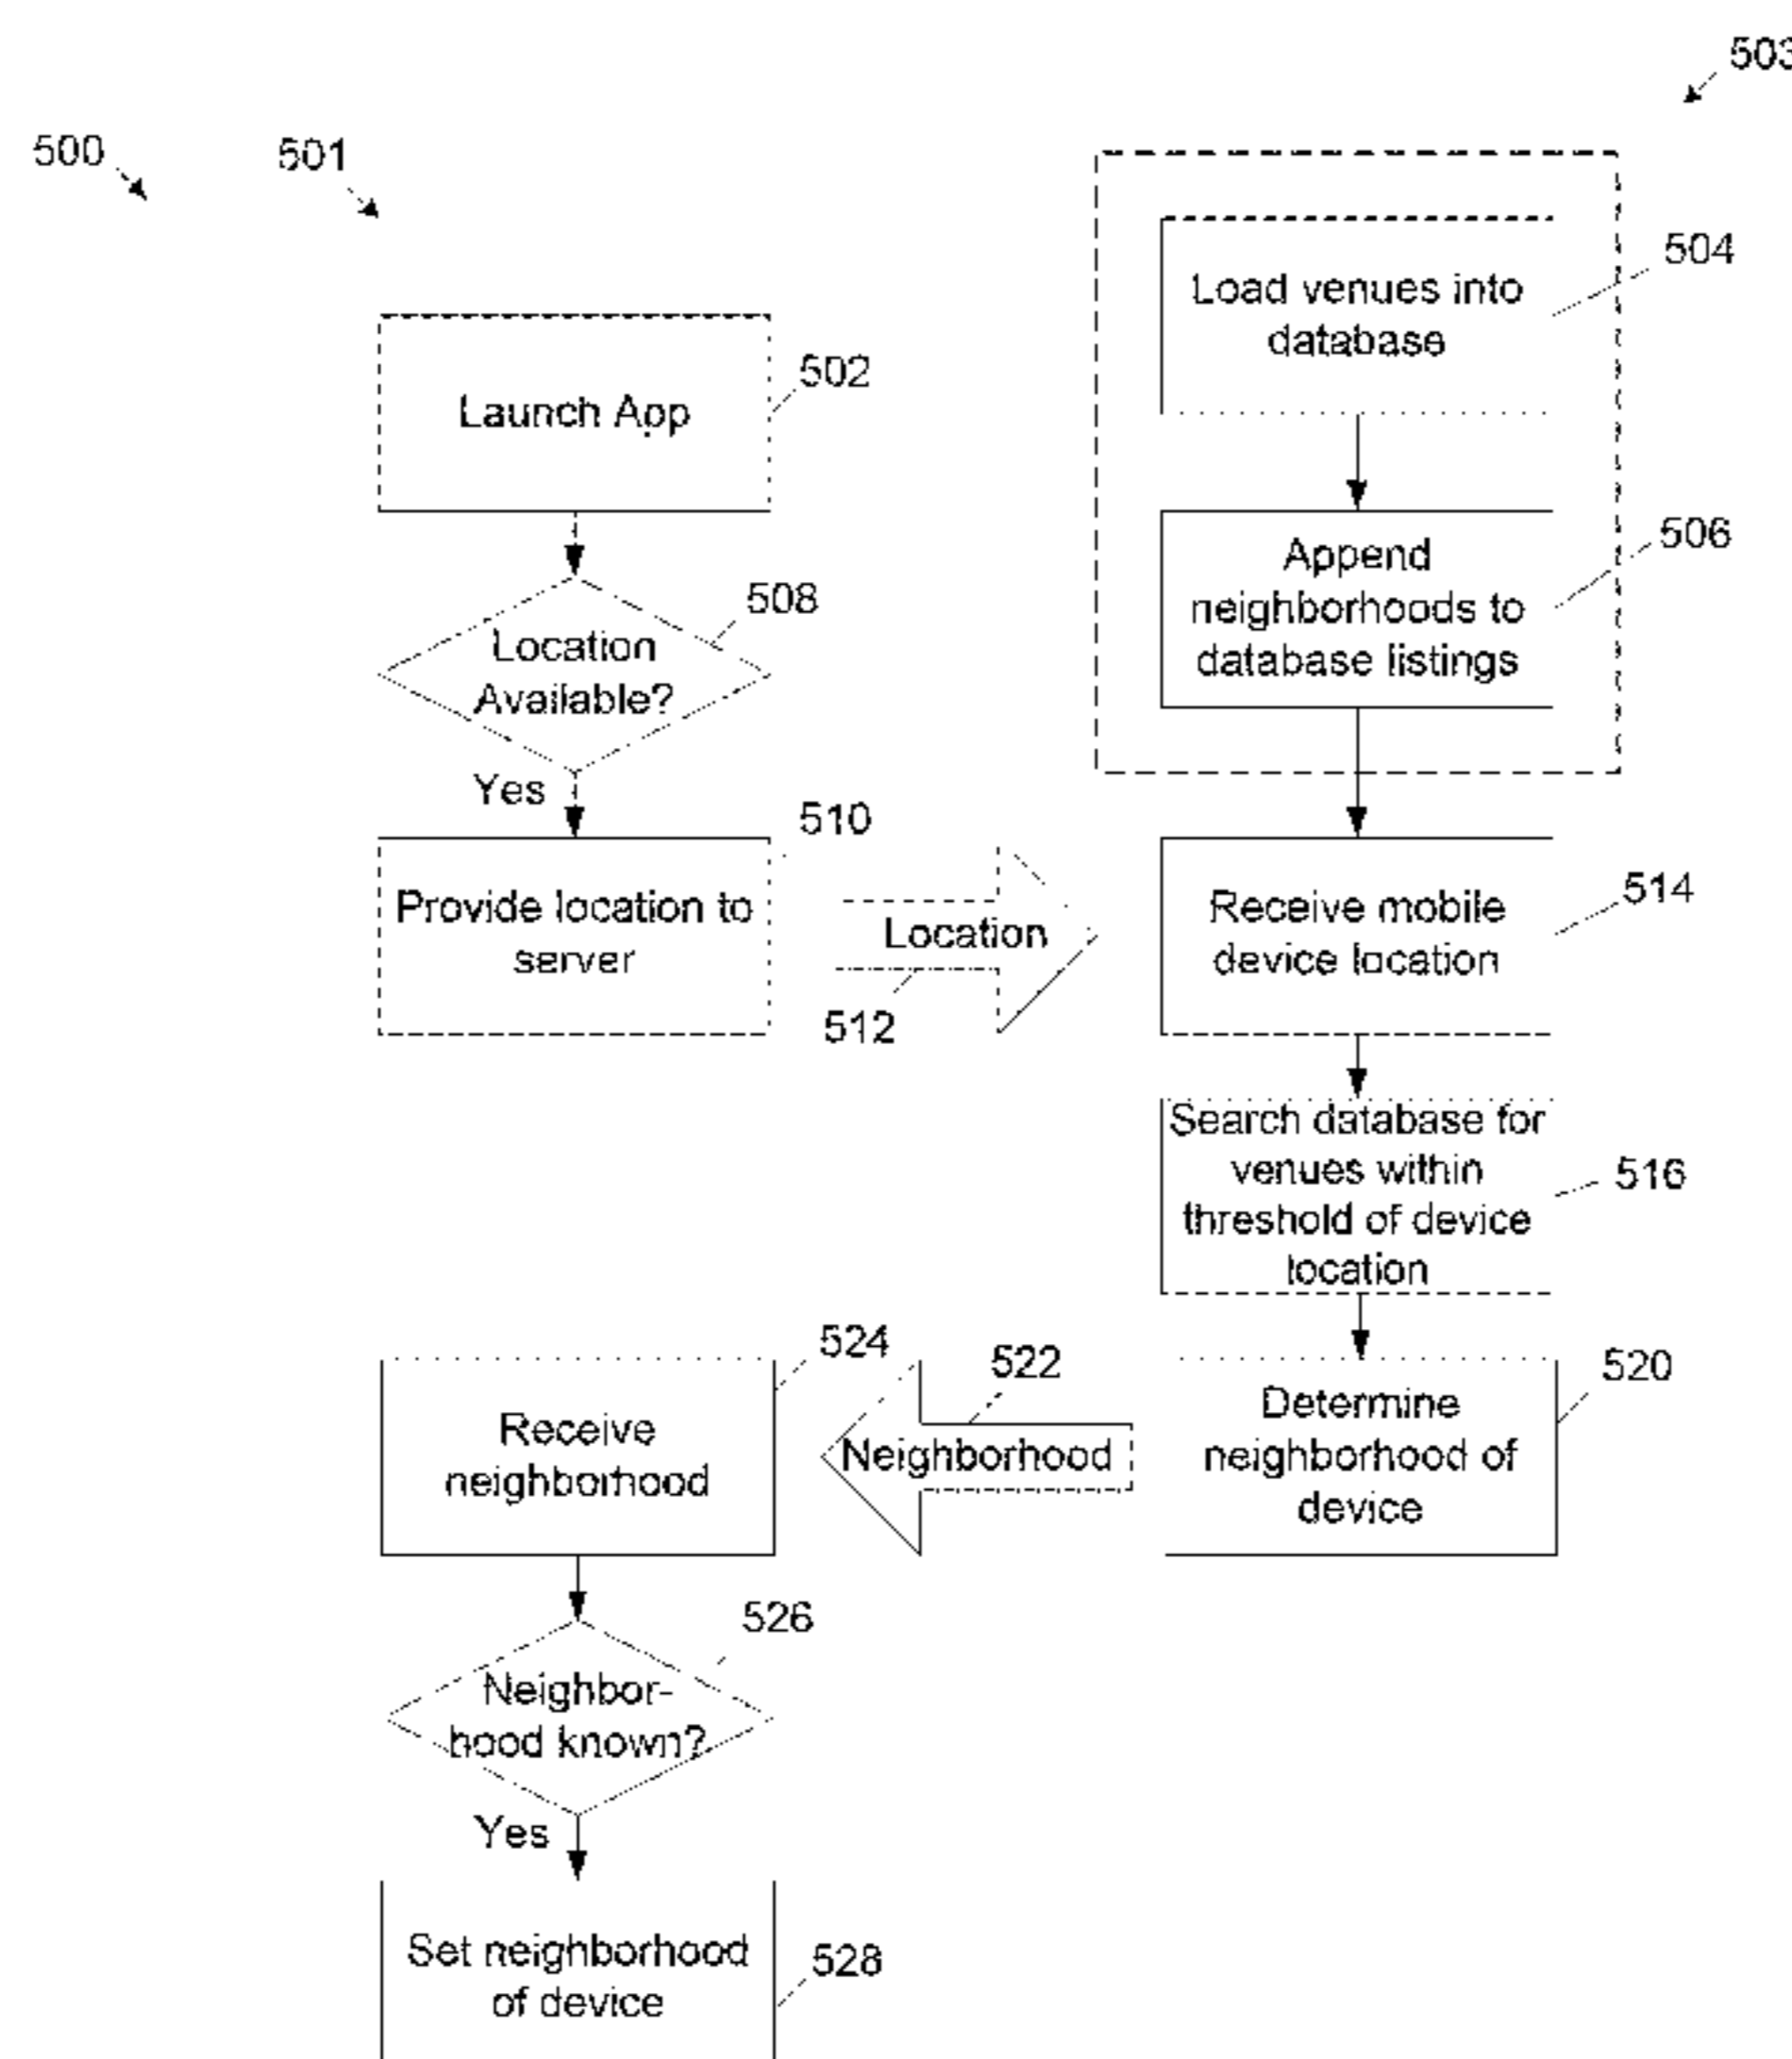 503
500
501
Load venues into
database
504
Launch App
502
Append
neighborhoods to
database listings
506
Location
Available?
508
Yes
Provide location to
server
510
Location
512
Receive mobile
device location
514
Search database for
venues within
threshold of device
location
516
Receive
neighborhood
524
Neighborhood
522
Determine
neighborhood of
device
520
Neighbor-
hood known?
526
Yes
Set neighborhood
of device
528